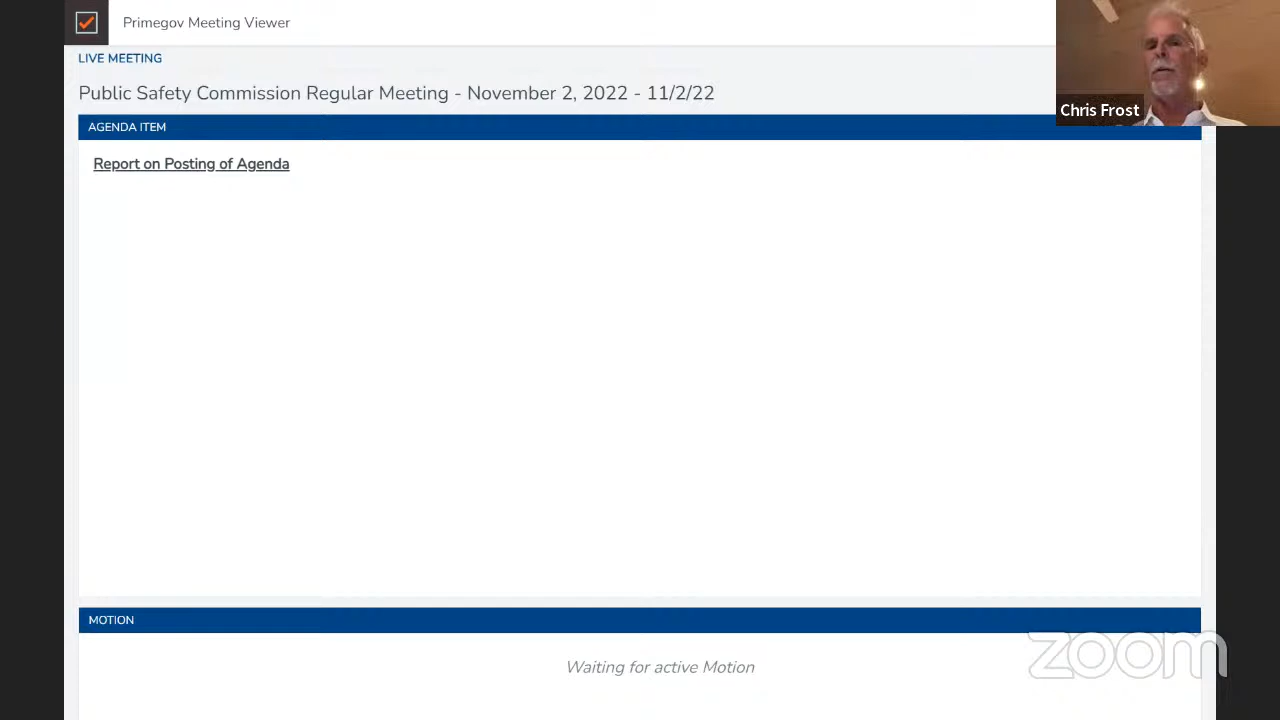 Primegov Meeting Viewer
LIVE MEETING
Public Safety Commission Regular Meeting - November 2, 2022 - 11/2/22
Chris Frost
AGENDA ITEM
Report on Posting of Agenda
MOTION
Waiting for active Motion
zoom